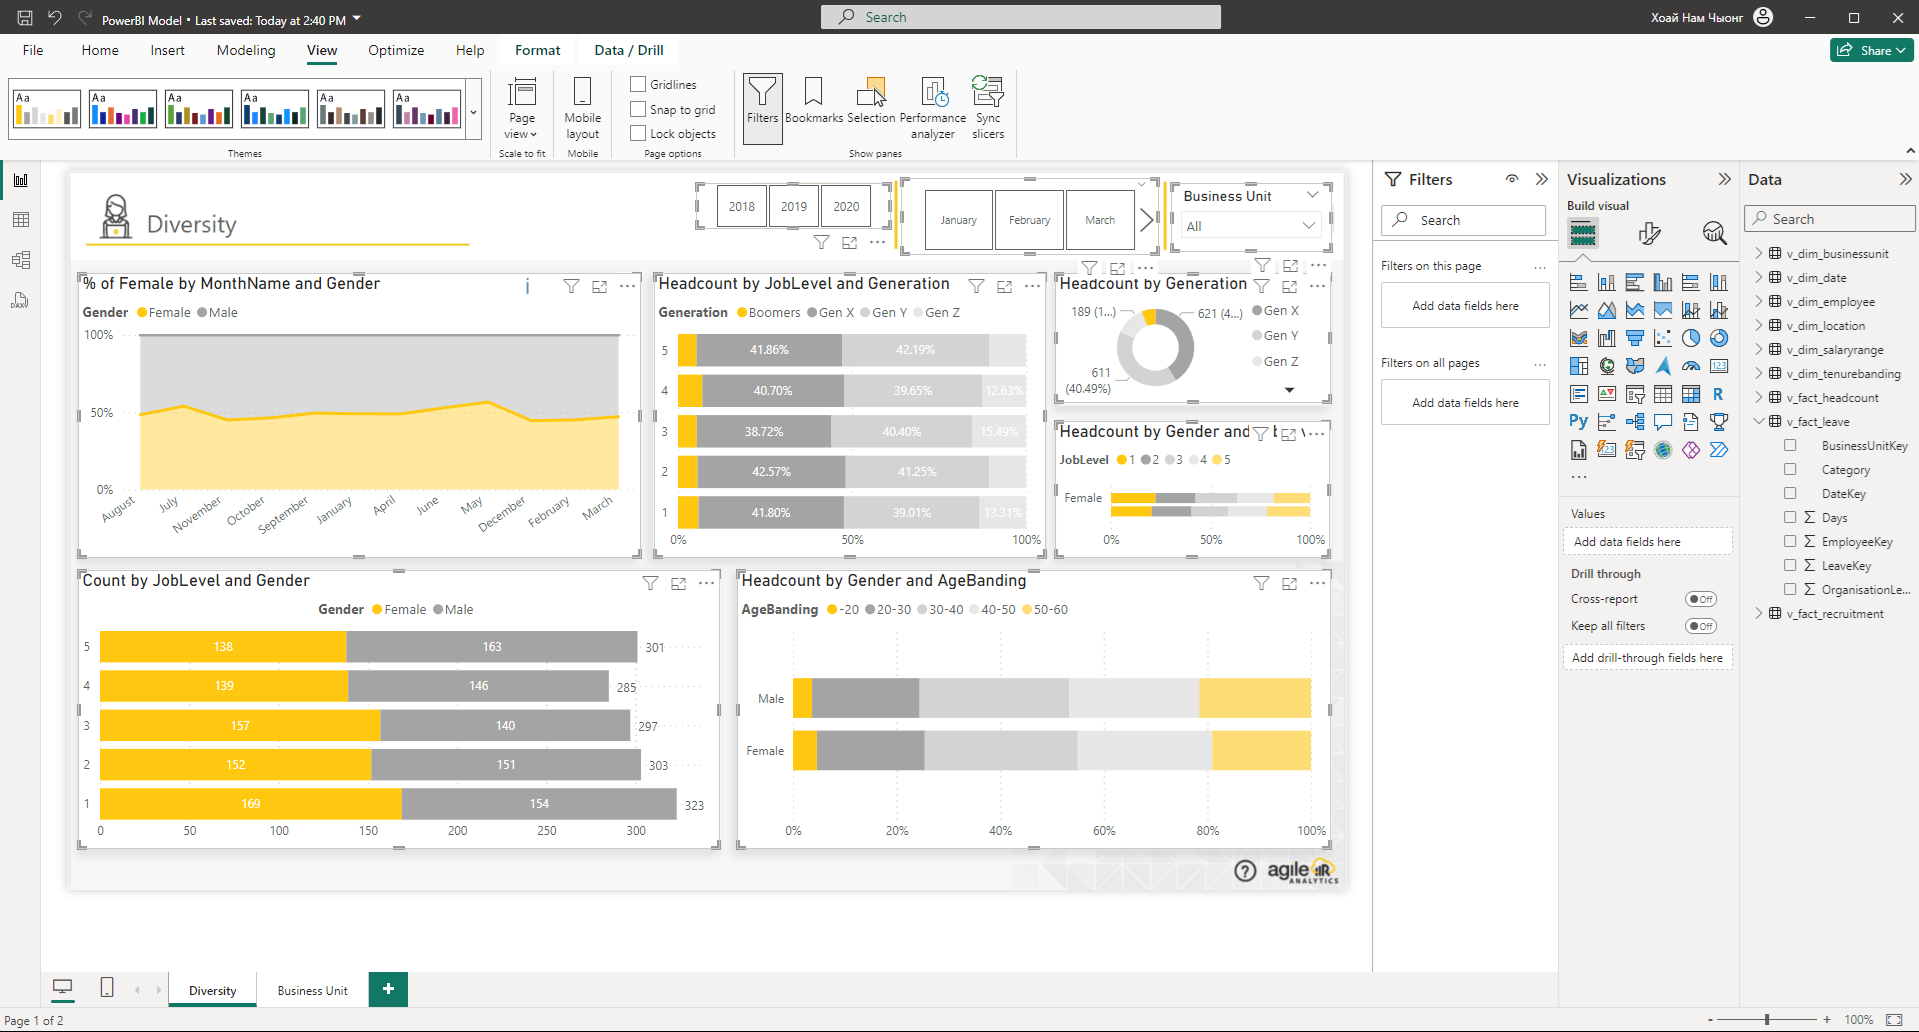 PowerBI Model • Last saved: Today at 2:40 PM
Search
Хоай Нам Чыонг
File
Home
Insert
Modeling
View
Optimize
Help
Format
Data / Drill
Share
Aa
Aa
Aa
Aa
Aa
Aa
Themes
Page view
Scale to fit
Mobile layout
Mobile
Gridlines
Snap to grid
Lock objects
Page options
Filters
Bookmarks
Selection
Performance analyzer
Sync slicers
Show panes
DAX
Diversity
2018
2019
2020
January
February
March
Business Unit
All
% of Female by MonthName and Gender
Gender Female Male
100%
50%
0%
August
July
November
October
September
January
April
June
May
December
February
March
Headcount by JobLevel and Generation
Generation Boomers Gen X Gen Y Gen Z
5 41.86% 42.19%
4 40.70% 39.65% 12.63%
3 38.72% 40.40% 15.49%
2 42.57% 41.25%
1 41.80% 39.01% 13.31%
0% 50% 100%
Headcount by Generation
189 (1...)
621 (4...)
611
(40.49%)
Gen X
Gen Y
Gen Z
Headcount by Gender and
JobLevel 1 2 3 4 5
Female
0% 50% 100%
Count by JobLevel and Gender
Gender Female Male
5 138 163 301
4 139 146 285
3 157 140 297
2 152 151 303
1 169 154 323
0 50 100 150 200 250 300
Headcount by Gender and AgeBanding
AgeBanding -20 20-30 30-40 40-50 50-60
Male
Female
0% 20% 40% 60% 80% 100%
agile HR
ANALYTICS
Filters
Search
Filters on this page ...
Add data fields here
Filters on all pages ...
Add data fields here
Visualizations
Build visual
123
R
Py
...
Values
Add data fields here
Drill through
Cross-report Off
Keep all filters Off
Add drill-through fields here
Data
Search
v_dim_businessunit
v_dim_date
v_dim_employee
v_dim_location
v_dim_salaryrange
v_dim_tenurebanding
v_fact_headcount
v_fact_leave
BusinessUnitKey
Category
DateKey
Σ Days
Σ EmployeeKey
Σ LeaveKey
Σ OrganisationLe...
v_fact_recruitment
Diversity
Business Unit
+
Page 1 of 2
- + 100%